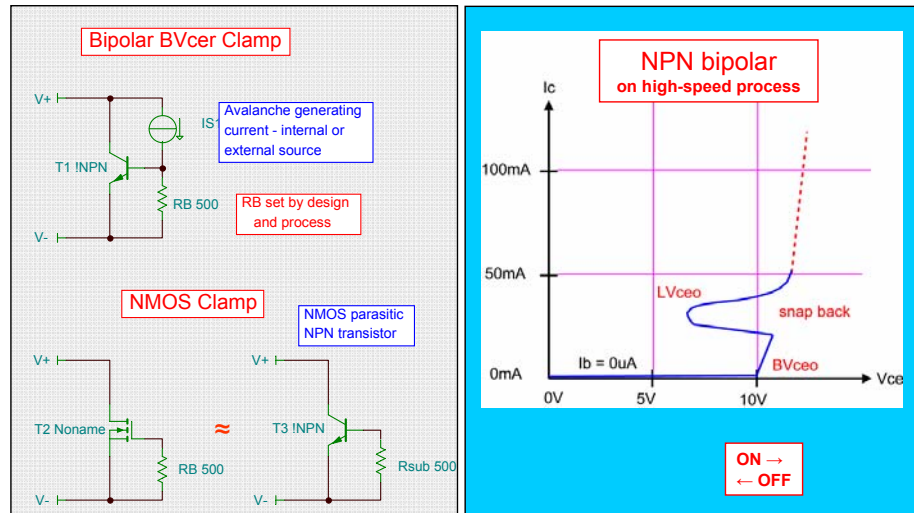 Bipolar BVcer Clamp
V+
IS1
Avalanche generating
current - internal or
external source
T1 !NPN
RB 500
RB set by design
and process
V-
NMOS Clamp
NMOS parasitic
NPN transistor
V+
V+
T2 Noname
≈
T3 !NPN
RB 500
Rsub 500
V-
V-
NPN bipolar
on high-speed process
Ic
100mA
50mA
LVceo
snap back
Ib = 0uA
BVceo
0mA
Vce
0V
5V
10V
ON →
← OFF